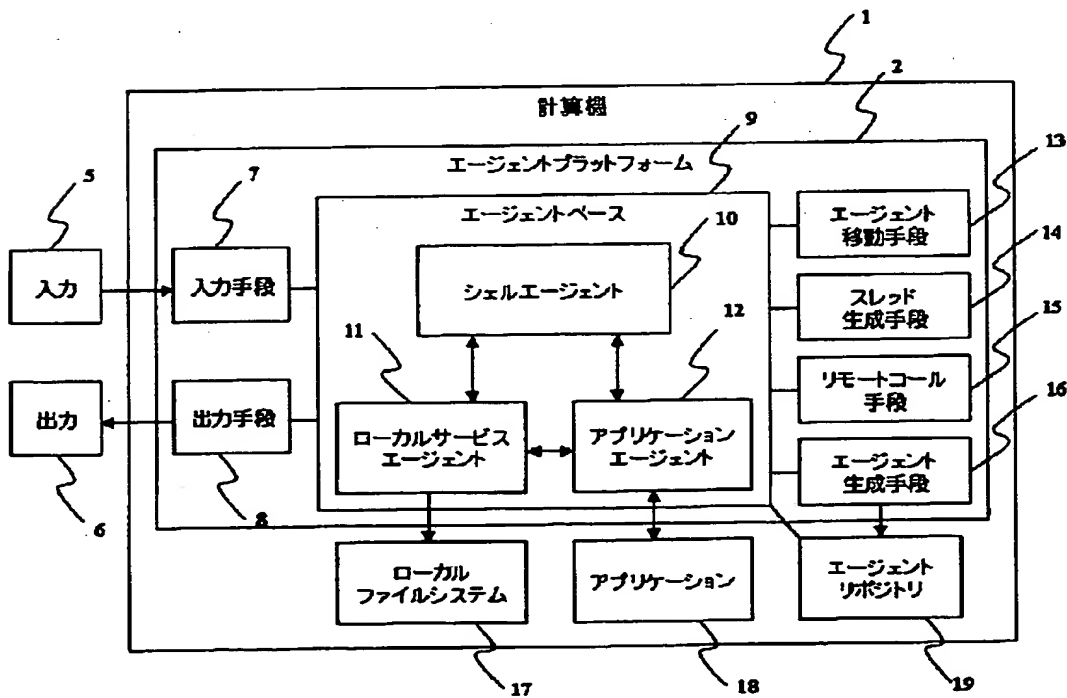 1
計算機
2
エージェントプラットフォーム
9
エージェントベース
13
エージェント
移動手段
5
入力
7
入力手段
10
シェルエージェント
14
スレッド
生成手段
11
12
15
リモートコール
手段
出力
6
出力手段
8
ローカルサービス
エージェント
アプリケーション
エージェント
16
エージェント
生成手段
ローカル
ファイルシステム
17
アプリケーション
18
エージェント
リポジトリ
19